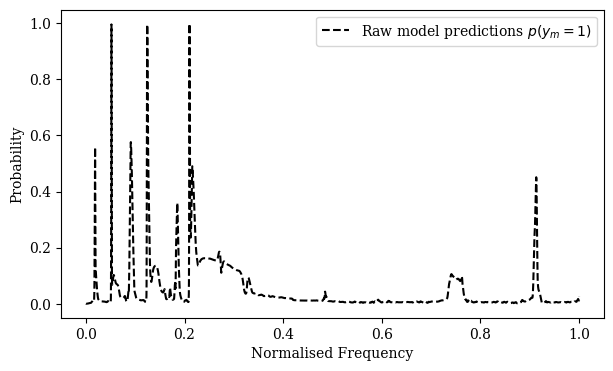 Raw model predictions p(y_m = 1)
1.0
0.8
0.6
0.4
0.2
0.0
Probability
0.0 0.2 0.4 0.6 0.8 1.0
Normalised Frequency